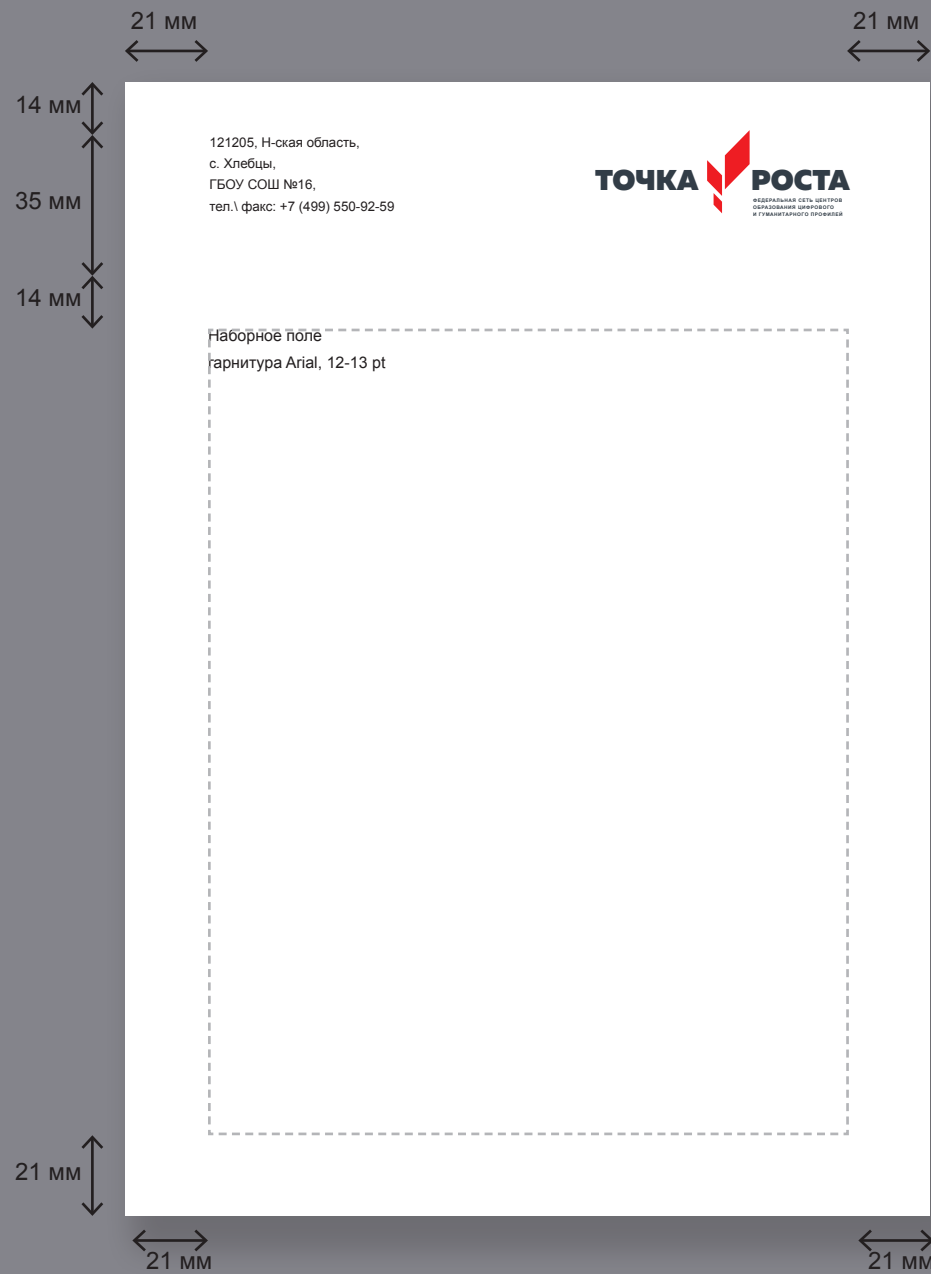 21 мм
21 мм
14 мм
35 мм
14 мм
121205, Н-ская область,
с. Хлебцы,
ГБОУ СОШ №16,
тел.\ факс: +7 (499) 550-92-59
ТОЧКА РОСТА
ФЕДЕРАЛЬНАЯ СЕТЬ ЦЕНТРОВ
ОБРАЗОВАНИЯ ЦИФРОВОГО
И ГУМАНИТАРНОГО ПРОФИЛЕЙ
Наборное поле
гарнитура Arial, 12-13 pt
21 мм
21 мм
21 мм